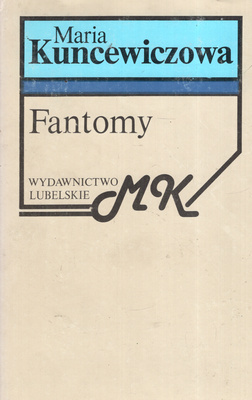 Maria
Kuncewiczowa
Fantomy
WYDAWNICTWO
LUBELSKIE
MK